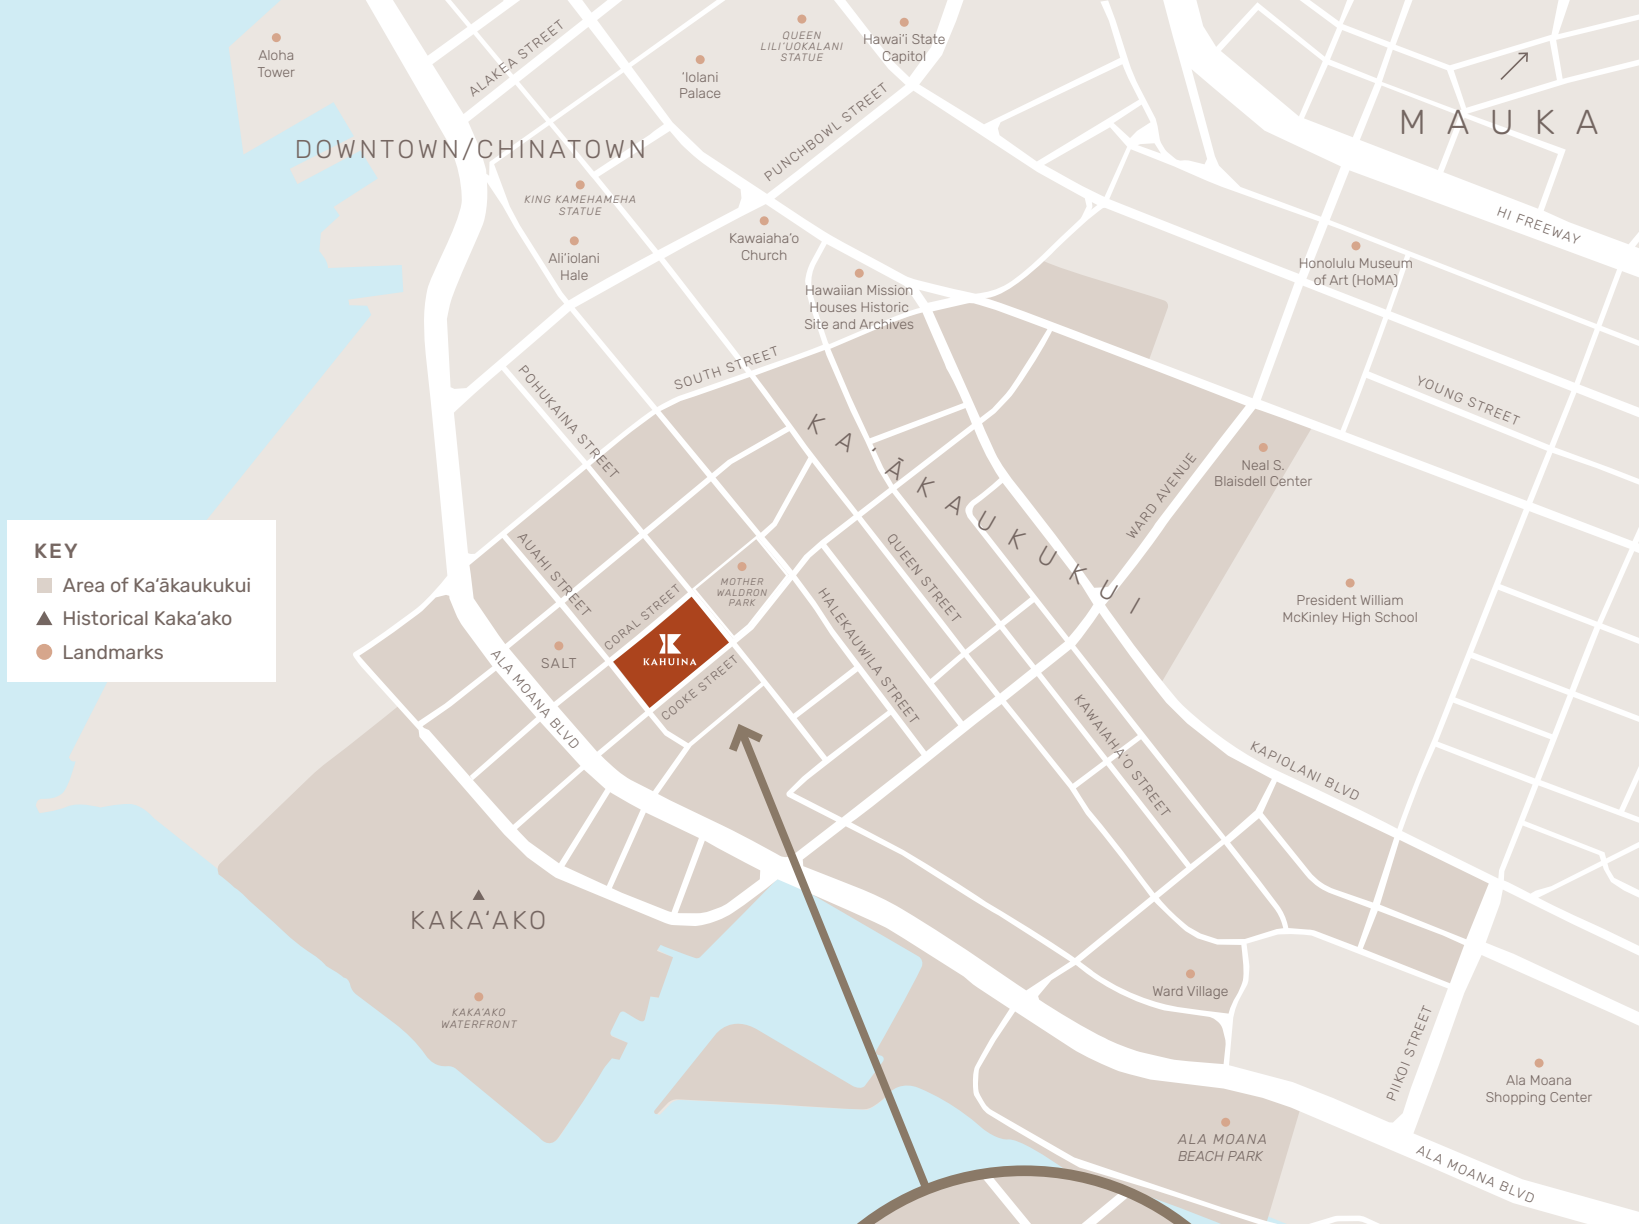 Aloha
Tower
ALAKEA STREET
QUEEN
LILI‘UOKALANI
STATUE
Hawai‘i State
Capitol
‘Iolani
Palace
PUNCHBOWL STREET
MAUKA
DOWNTOWN/CHINATOWN
KING KAMEHAMEHA
STATUE
Ali‘iolani
Hale
Kawaiaha‘o
Church
Hawaiian Mission
Houses Historic
Site and Archives
HI FREEWAY
Honolulu Museum
of Art (HoMA)
SOUTH STREET
POHUKAINA STREET
YOUNG STREET
KA‘ĀKAUKUKUI
WARD AVENUE
Neal S.
Blaisdell Center
KEY
Area of Ka‘ākaukukui
Historical Kaka‘ako
Landmarks
AUAHI STREET
CORAL STREET
MOTHER
WALDRON
PARK
QUEEN STREET
HALEKAUWILA STREET
President William
McKinley High School
SALT
KAHUINA
COOKE STREET
ALA MOANA BLVD
KAWAIAHA‘O STREET
KAPIOLANI BLVD
KAKA‘AKO
KAKA‘AKO
WATERFRONT
Ward Village
PIIKOI STREET
Ala Moana
Shopping Center
ALA MOANA
BEACH PARK
ALA MOANA BLVD